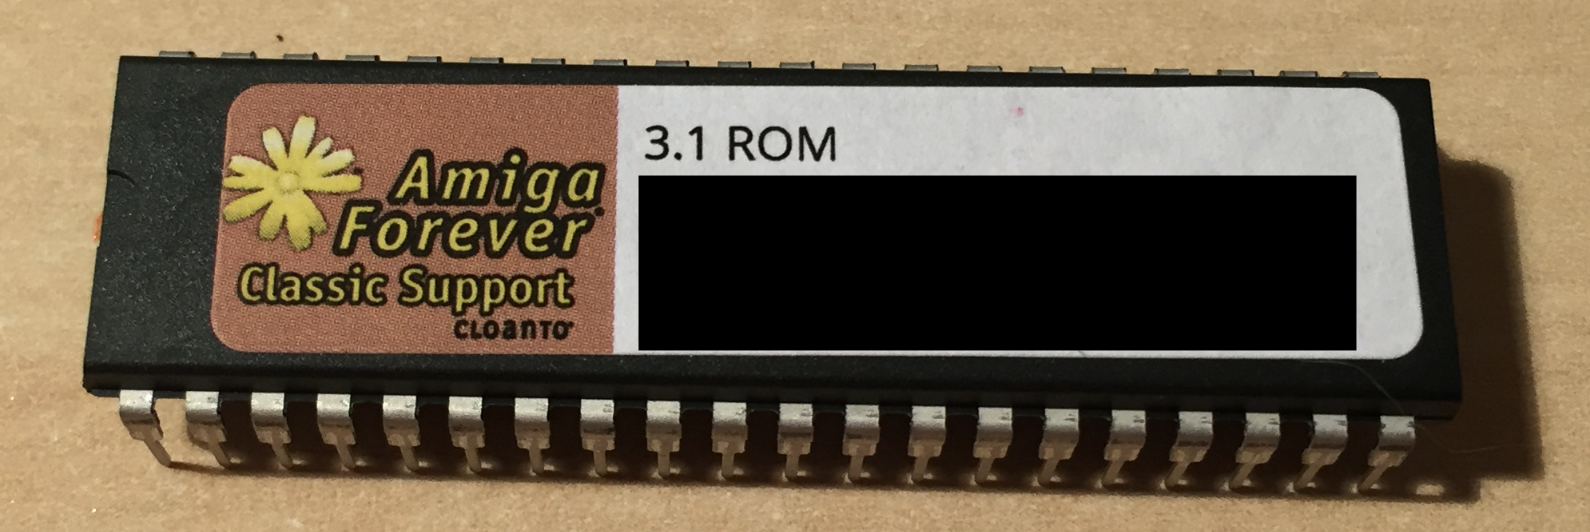 Amiga
Forever
Classic Support
CLOANTO
3.1 ROM